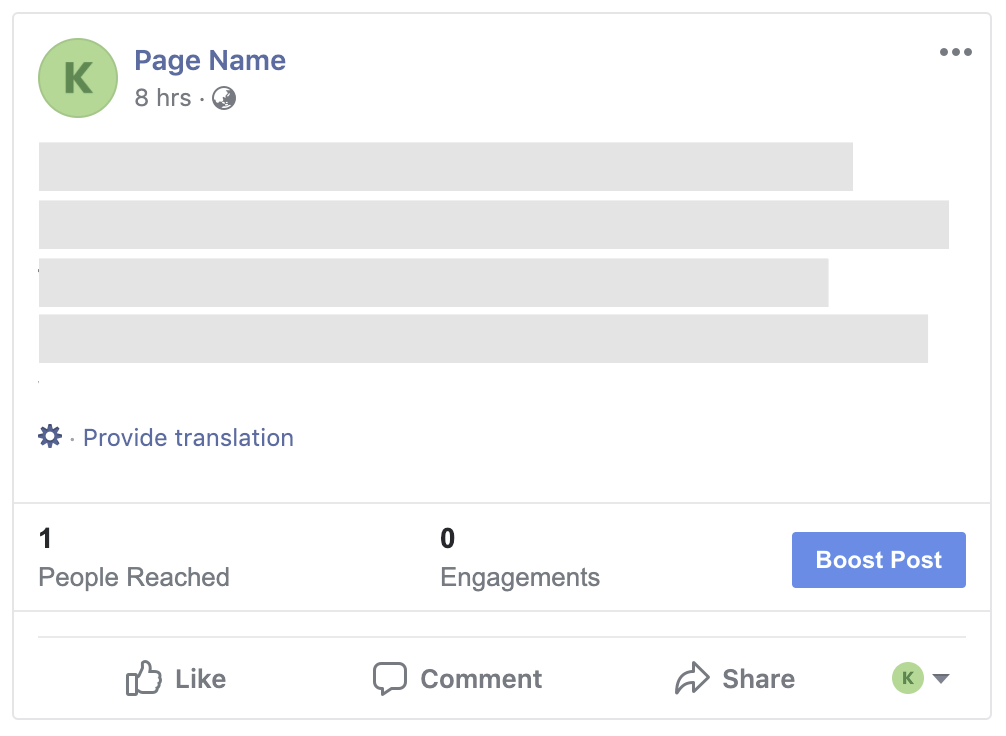 K
Page Name
8 hrs ·
· Provide translation
1
People Reached
0
Engagements
Boost Post
Like
Comment
Share
K